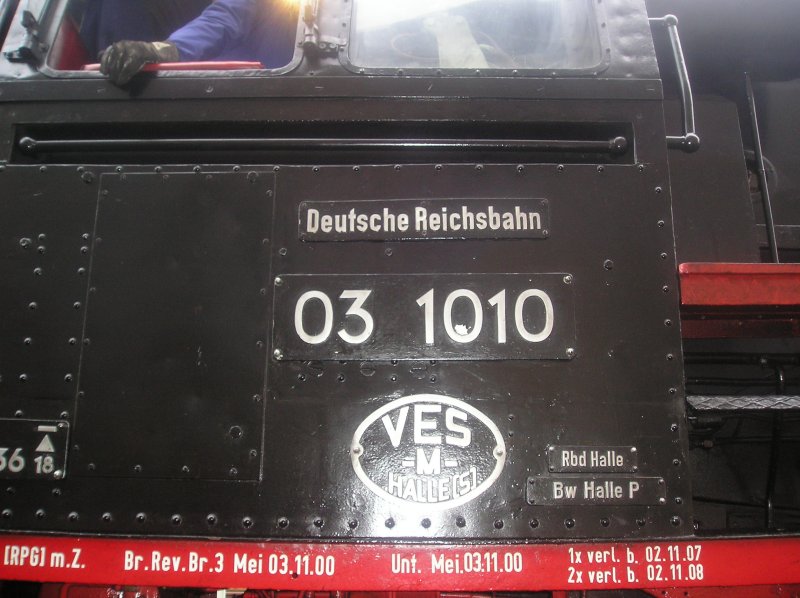 Deutsche Reichsbahn
03 1010
36 18
VES
-M-
HALLE(S)
Rbd Halle
Bw Halle P
(RPG) m.Z. Br.Rev.Br.3 Mei 03.11.00 Unt. Mei.03.11.00
1x verl. b. 02.11.07
2x verl. b. 02.11.08